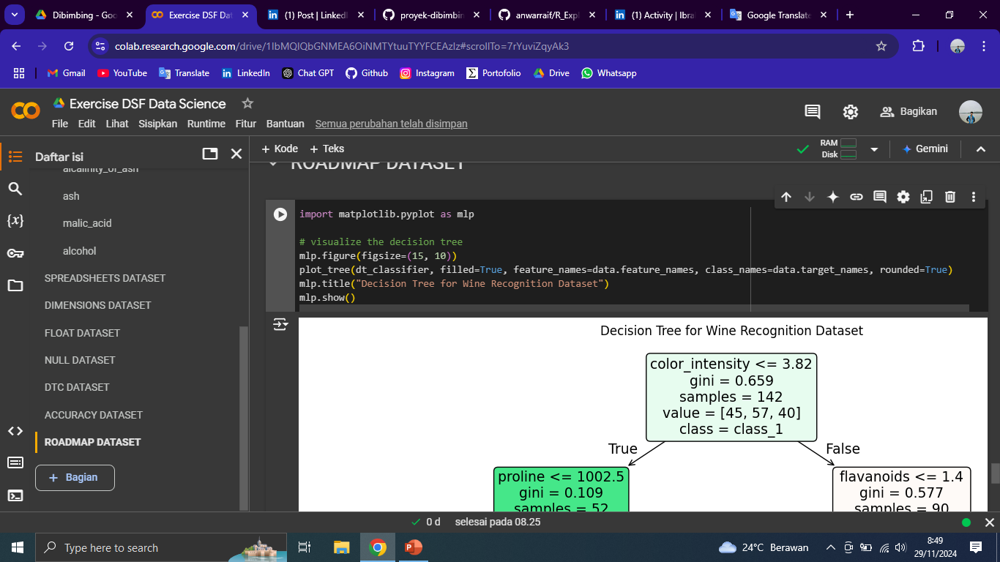 Dibimbing - Goo
Exercise DSF Dat
(1) Post | LinkedI
proyek-dibimbin
anwarraif/R_Expl
(1) Activity | Ibra
Google Translate
colab.research.google.com/drive/1IbMQIQbGNMEA6OiNMTYtuuTYYFCEAzIz#scrollTo=7rYuviZqyAk3
Gmail
YouTube
Translate
LinkedIn
Chat GPT
Github
Instagram
Portofolio
Drive
Whatsapp
Exercise DSF Data Science
File Edit Lihat Sisipkan Runtime Fitur Bantuan Semua perubahan telah disimpan
Bagikan
Daftar isi
+ Kode + Teks
RAM
Disk
Gemini
alcalinity_of_ash
ash
malic_acid
alcohol
SPREADSHEETS DATASET
DIMENSIONS DATASET
FLOAT DATASET
NULL DATASET
DTC DATASET
ACCURACY DATASET
ROADMAP DATASET
+ Bagian
ROADMAP DATASET
import matplotlib.pyplot as mlp
# visualize the decision tree
mlp.figure(figsize=(15, 10))
plot_tree(dt_classifier, filled=True, feature_names=data.feature_names, class_names=data.target_names, rounded=True)
mlp.title("Decision Tree for Wine Recognition Dataset")
mlp.show()
Decision Tree for Wine Recognition Dataset
color_intensity <= 3.82
gini = 0.659
samples = 142
value = [45, 57, 40]
class = class_1
True
False
proline <= 1002.5
gini = 0.109
samples = 52
flavanoids <= 1.4
gini = 0.577
samples = 90
0 d selesai pada 08.25
Type here to search
24°C Berawan
8:49
29/11/2024